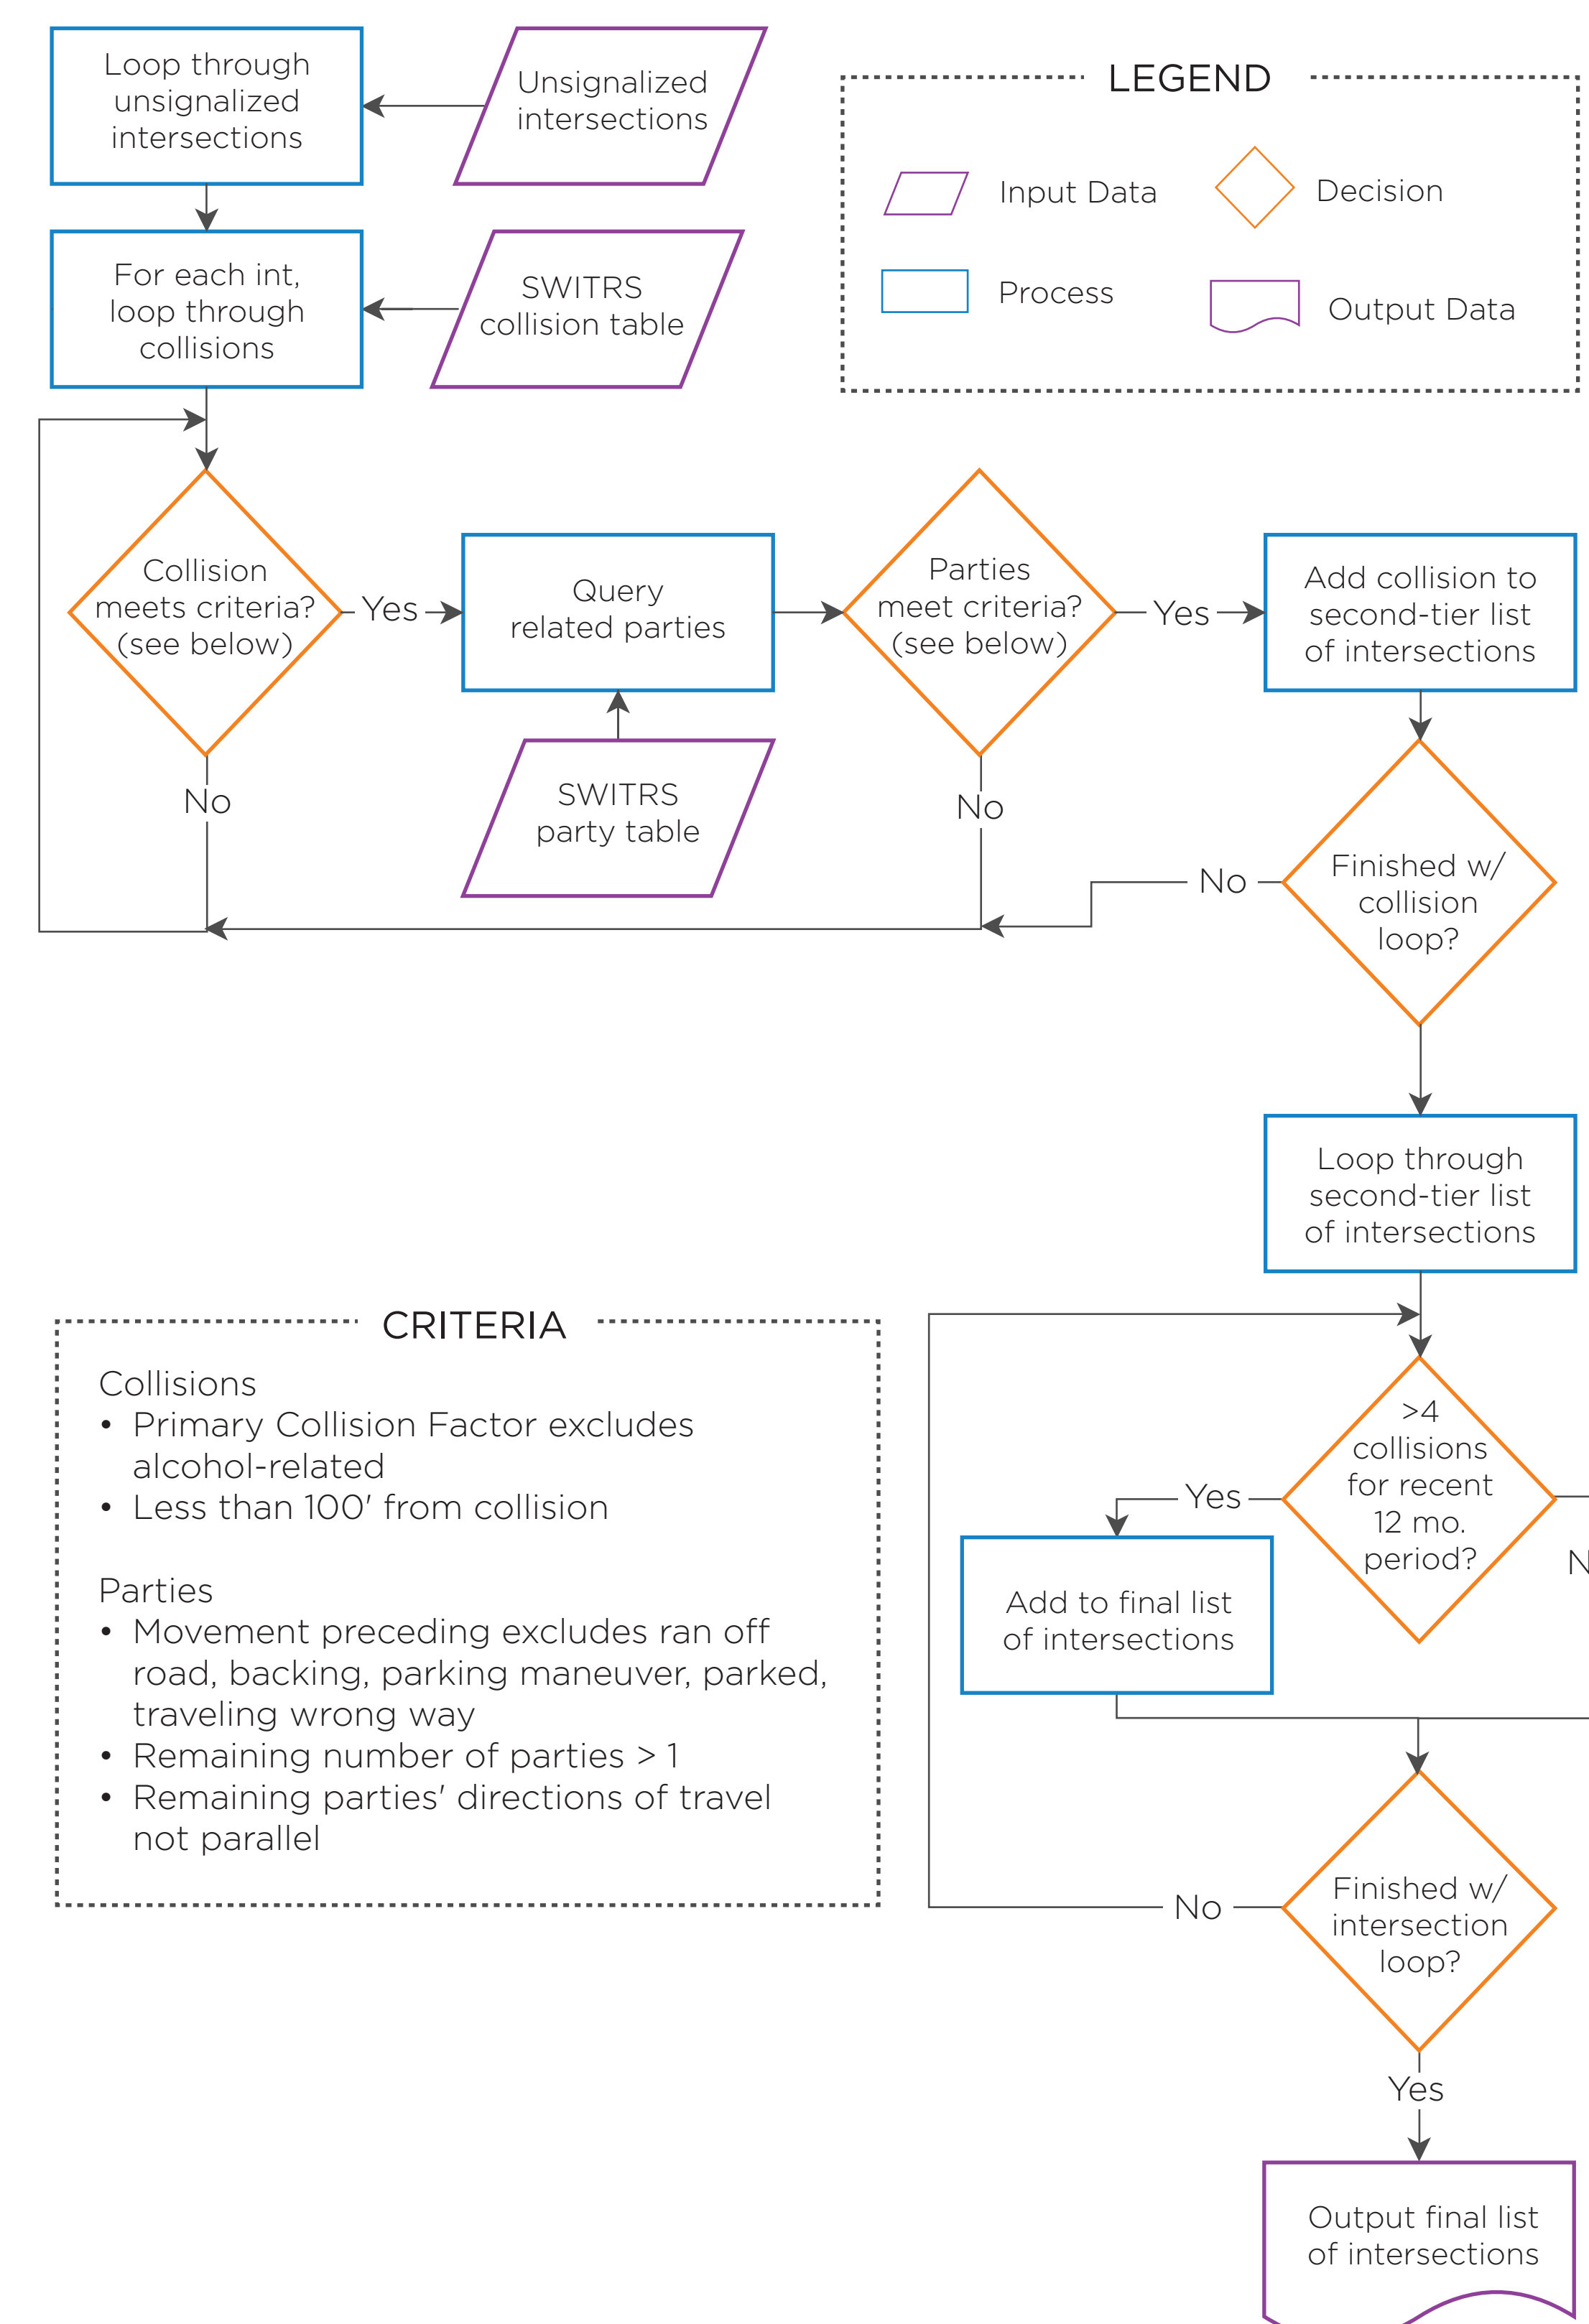 Loop through
unsignalized
intersections
Unsignalized
intersections
LEGEND
Input Data
Decision
Process
Output Data
For each int,
loop through
collisions
SWITRS
collision table
Collision
meets criteria?
(see below)
Yes
Query
related parties
Parties
meet criteria?
(see below)
Yes
Add collision to
second-tier list
of intersections
No
SWITRS
party table
No
No
Finished w/
collision
loop?
Loop through
second-tier list
of intersections
CRITERIA
Collisions
• Primary Collision Factor excludes
alcohol-related
• Less than 100' from collision
Parties
• Movement preceding excludes ran off
road, backing, parking maneuver, parked,
traveling wrong way
• Remaining number of parties > 1
• Remaining parties' directions of travel
not parallel
>4
collisions
for recent
12 mo.
period?
Yes
Add to final list
of intersections
Finished w/
intersection
loop?
No
Yes
Output final list
of intersections